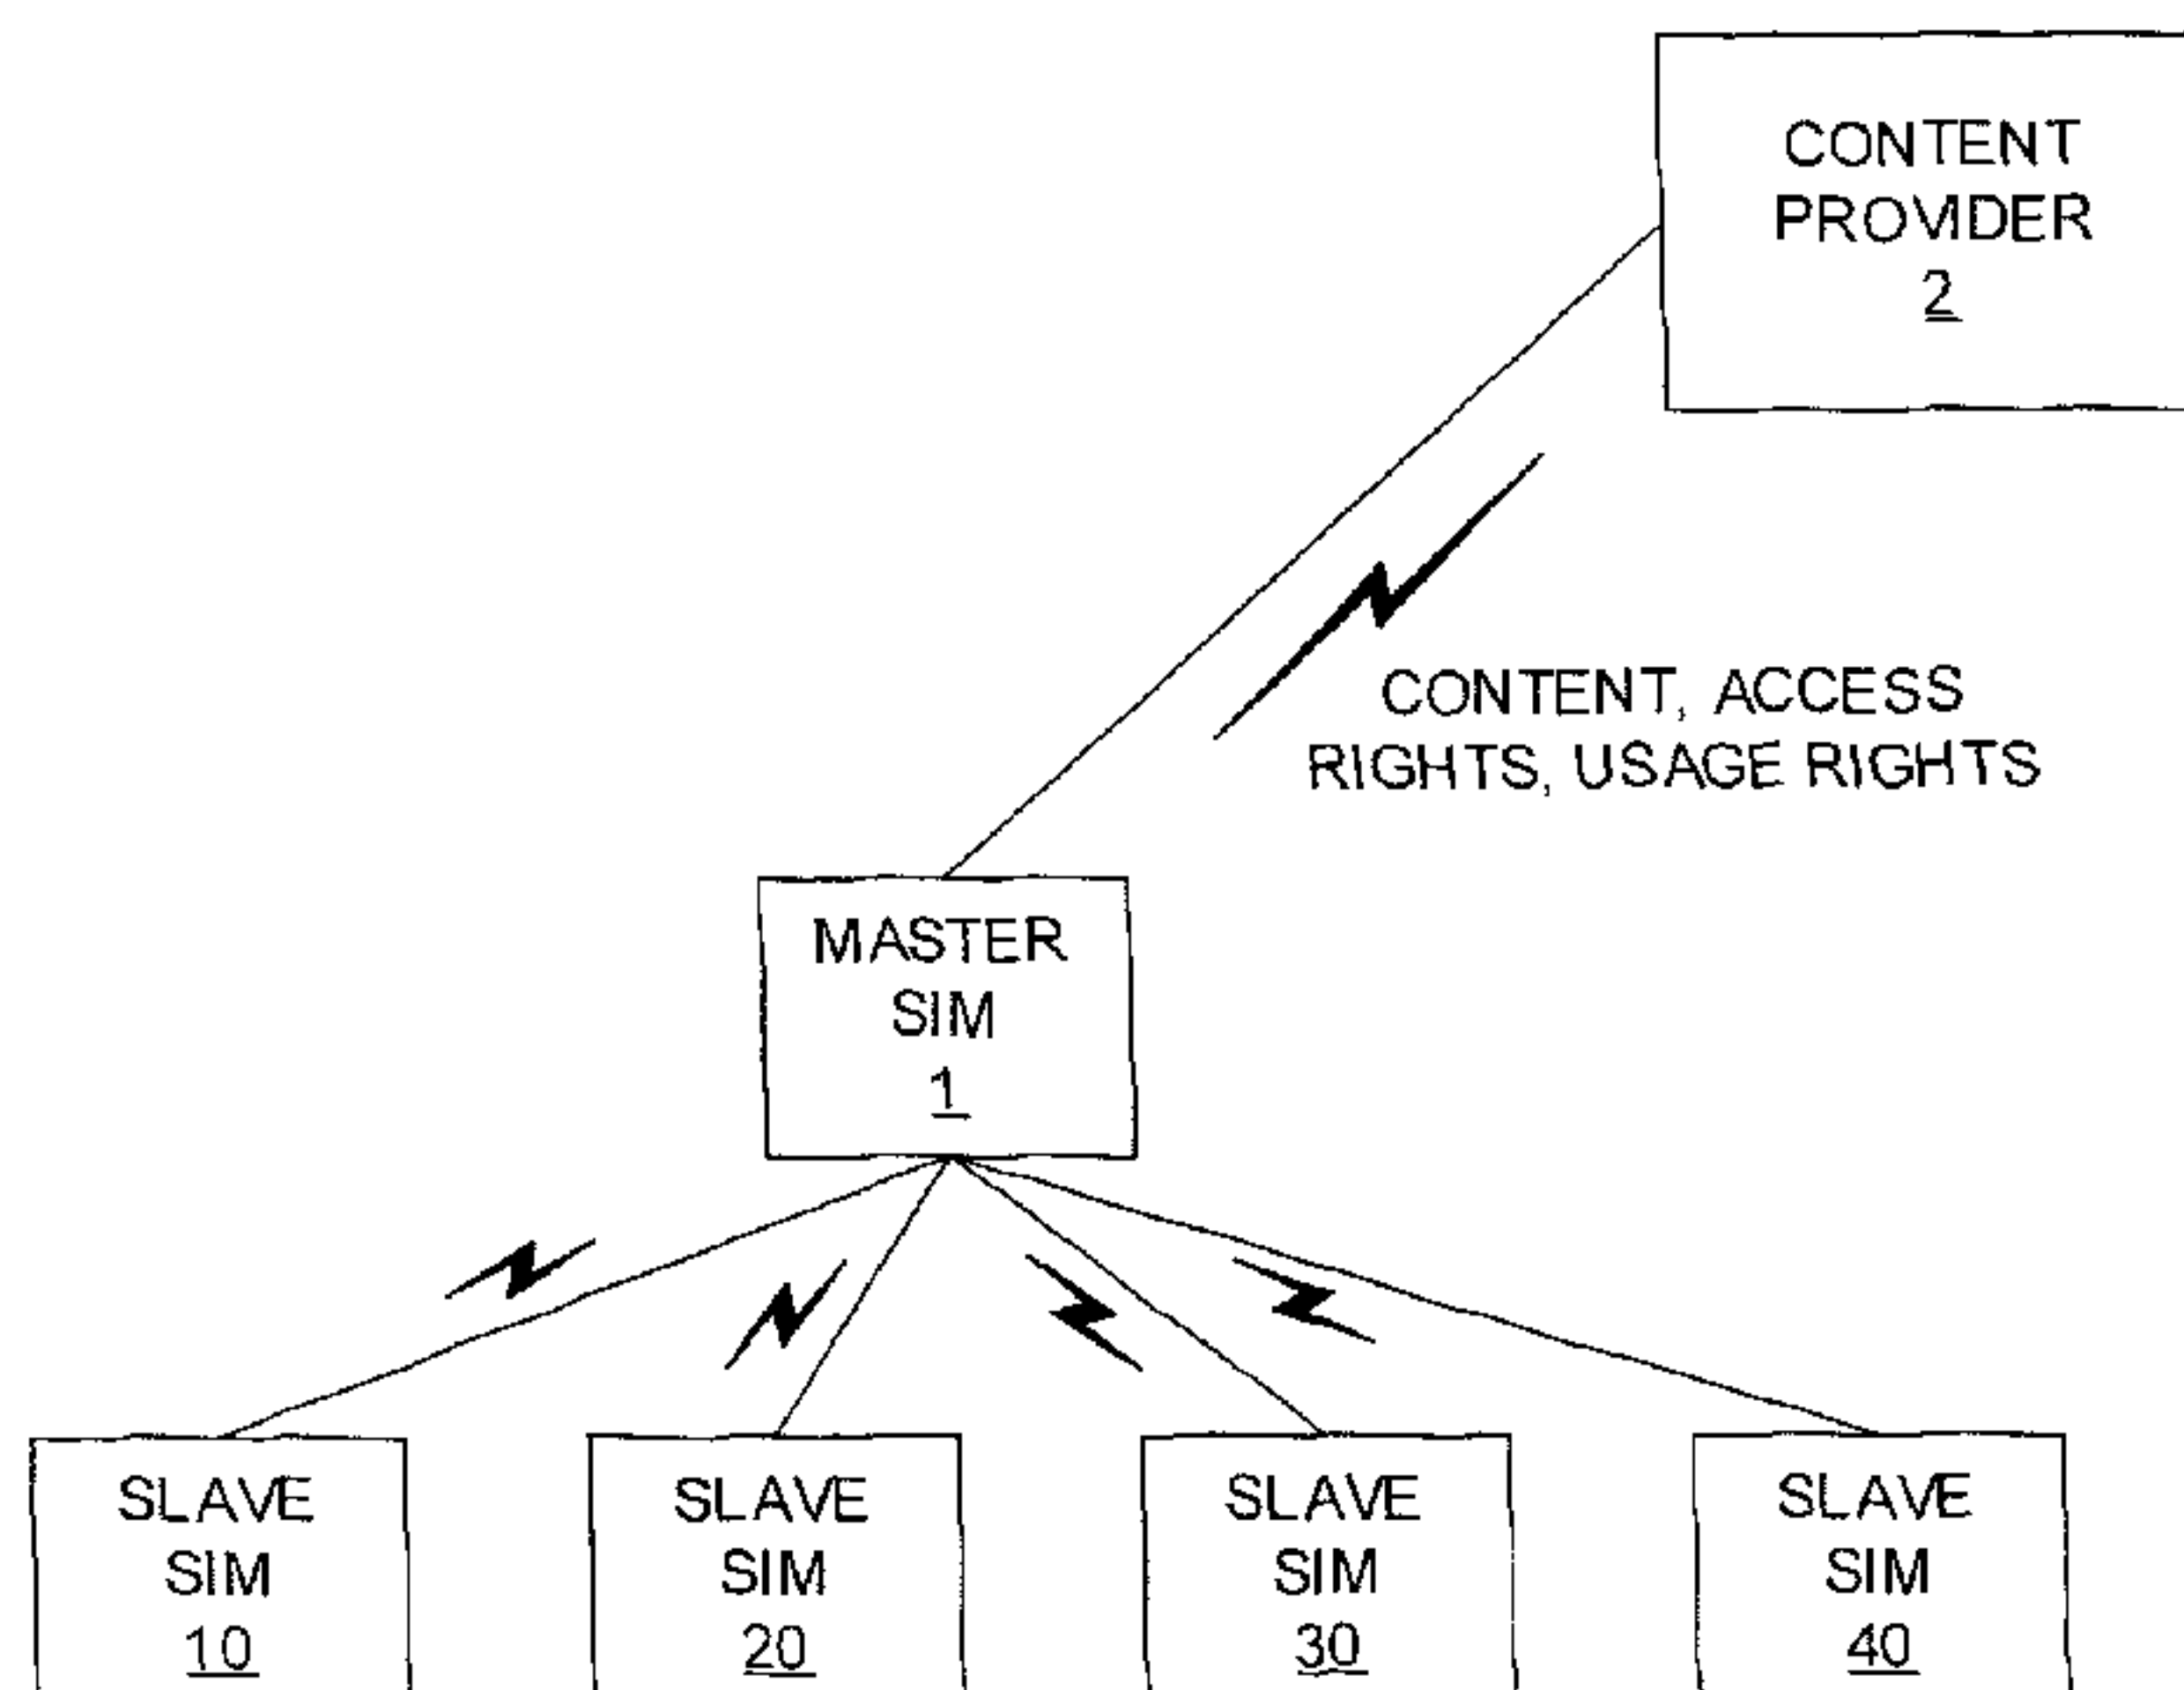 CONTENT
PROVIDER
2
CONTENT, ACCESS
RIGHTS, USAGE RIGHTS
MASTER
SIM
1
SLAVE
SIM
10
SLAVE
SIM
20
SLAVE
SIM
30
SLAVE
SIM
40